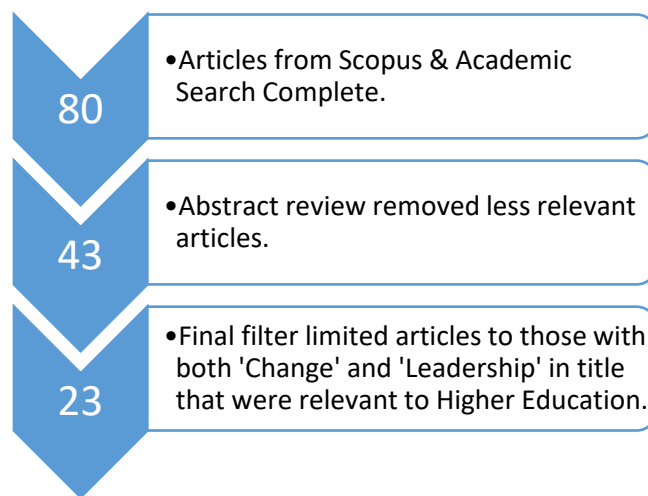 80
•Articles from Scopus & Academic
Search Complete.
43
•Abstract review removed less relevant
articles.
23
•Final filter limited articles to those with
both 'Change' and 'Leadership' in title
that were relevant to Higher Education.